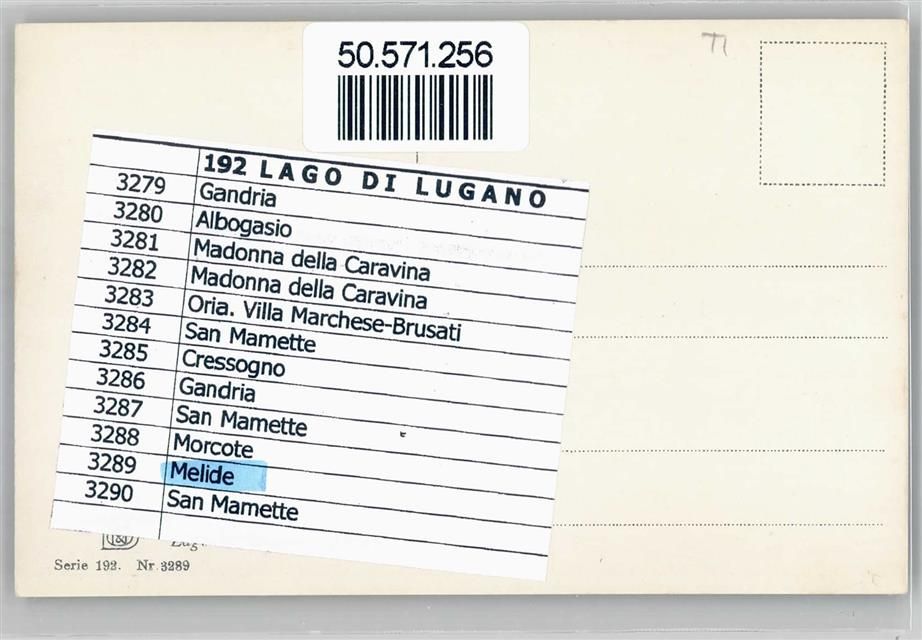 50.571.256
TI
192 LAGO DI LUGANO
3279 Gandria
3280 Albogasio
3281 Madonna della Caravina
3282 Madonna della Caravina
3283 Oria. Villa Marchese-Brusati
3284 San Mamette
3285 Cressogno
3286 Gandria
3287 San Mamette
3288 Morcote
3289 Melide
3290 San Mamette
Serie 192. Nr. 3289